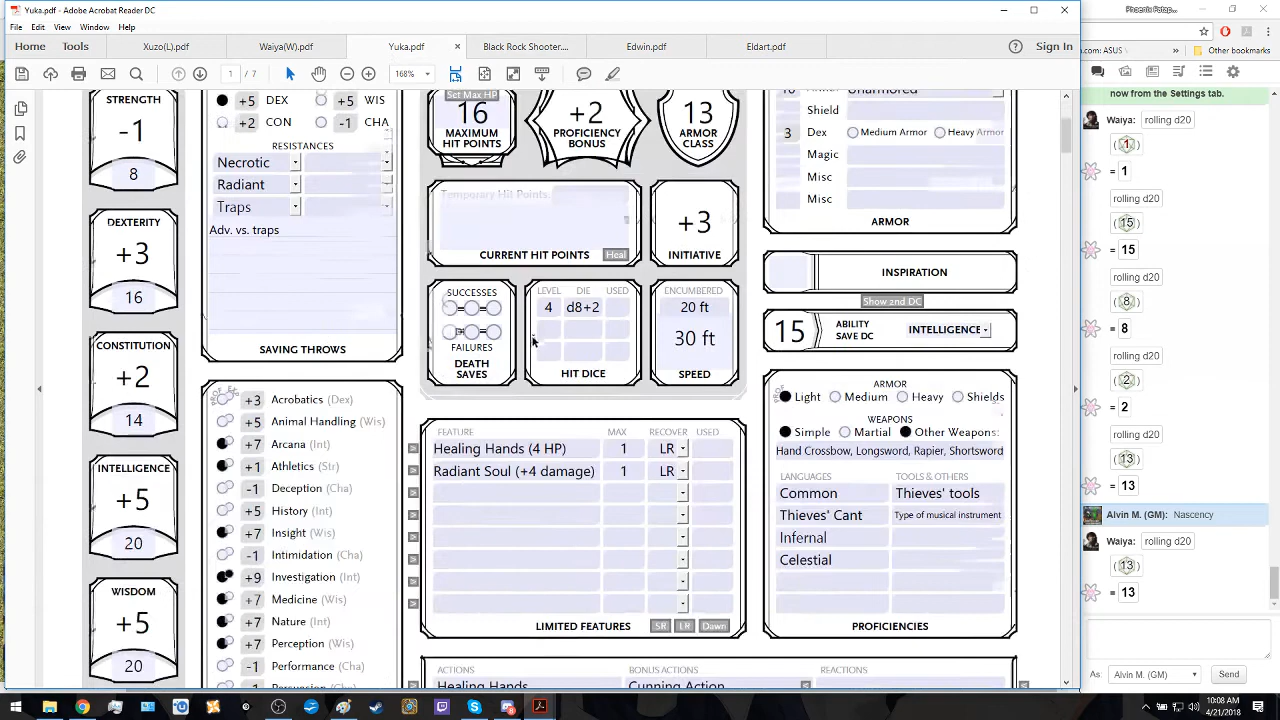 Yuka.pdf - Adobe Acrobat Reader DC
File Edit View Window Help
Home Tools Xuzo(L).pdf Waiya(W).pdf Yuka.pdf × Black Rock Shooter... Edwin.pdf Eldart.pdf Sign In
1 / 7 168%
STRENGTH
-1
8
DEXTERITY
+3
16
CONSTITUTION
+2
14
INTELLIGENCE
+5
20
WISDOM
+5
20
+5 DEX +5 WIS
+2 CON -1 CHA
RESISTANCES
Necrotic
Radiant
Traps
Adv. vs. traps
SAVING THROWS
PROF EXP
+3 Acrobatics (Dex)
+5 Animal Handling (Wis)
+7 Arcana (Int)
+1 Athletics (Str)
-1 Deception (Cha)
+5 History (Int)
+7 Insight (Wis)
-1 Intimidation (Cha)
+9 Investigation (Int)
+7 Medicine (Wis)
+7 Nature (Int)
+7 Perception (Wis)
-1 Performance (Cha)
Set Max HP
16
MAXIMUM
HIT POINTS
+2
PROFICIENCY
BONUS
13
ARMOR
CLASS
Temporary Hit Points:
CURRENT HIT POINTS Heal
+3
INITIATIVE
SUCCESSES
FAILURES
DEATH
SAVES
LEVEL DIE USED
4 d8+2
HIT DICE
ENCUMBERED
20 ft
30 ft
SPEED
FEATURE MAX RECOVER USED
Healing Hands (4 HP) 1 LR
Radiant Soul (+4 damage) 1 LR
LIMITED FEATURES SR LR Dawn
ACTIONS BONUS ACTIONS REACTIONS
Healing Hands Cunning Action
Unarmored
Shield
3 Dex Medium Armor Heavy Armor
Magic
Misc
Misc
ARMOR
INSPIRATION
Show 2nd DC
15 ABILITY
SAVE DC INTELLIGENCE
ARMOR
PROF Light Medium Heavy Shields
WEAPONS
Simple Martial Other Weapons:
Hand Crossbow, Longsword, Rapier, Shortsword
LANGUAGES TOOLS & OTHERS
Common Thieves' tools
Thieves' Cant Type of musical instrument
Infernal
Celestial
PROFICIENCIES
com: ASUS Other bookmarks
now from the Settings tab.
Waiya: rolling d20
(1)
= 1
rolling d20
(15)
= 15
rolling d20
(8)
= 8
rolling d20
(2)
= 2
rolling d20
(13)
= 13
Alvin M. (GM): Nascency
Waiya: rolling d20
(13)
= 13
As: Alvin M. (GM) Send
10:08 AM
4/21/2018